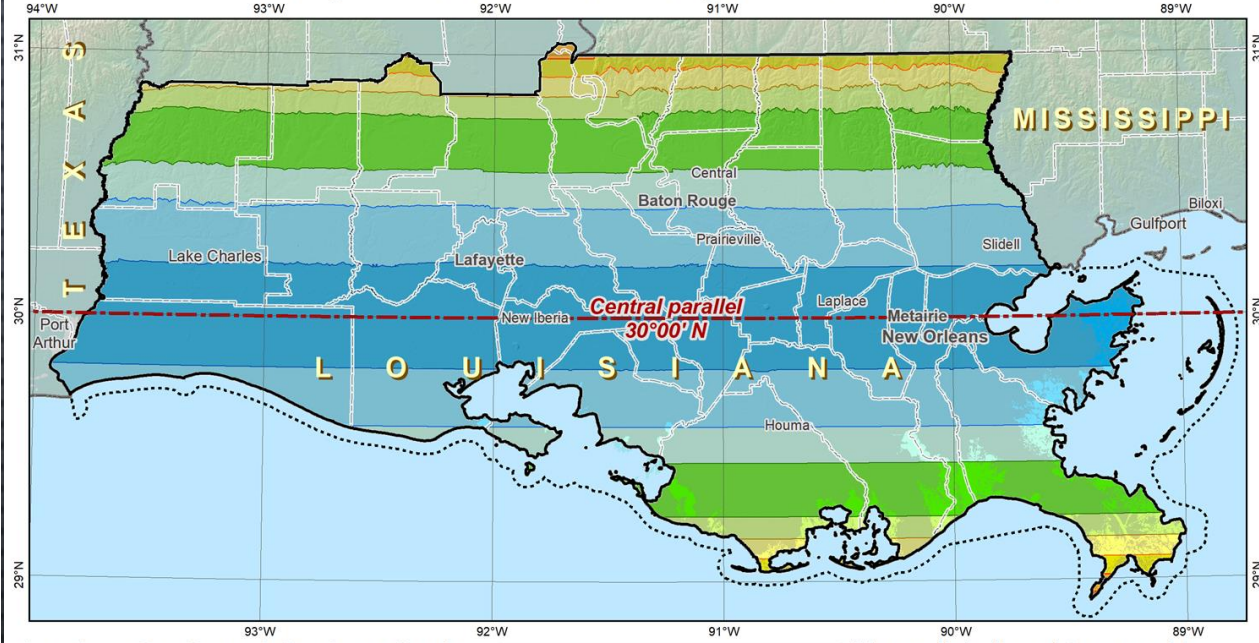 94°W 93°W 92°W 91°W 90°W 89°W
31°N 31°N
TEXAS
MISSISSIPPI
Central
Baton Rouge
Biloxi
Gulfport
Prairieville
Slidell
Lake Charles
Lafayette
30°N 30°N
Central parallel
30°00' N
Laplace
New Iberia
Metairie
Port
Arthur
New Orleans
LOUISIANA
Houma
29°N 29°N
93°W 92°W 91°W 90°W 89°W